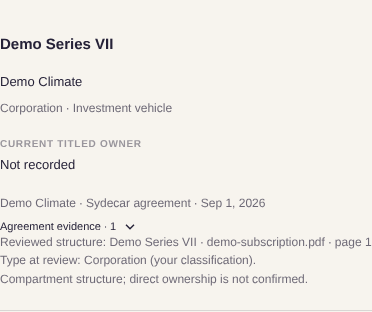 Demo Series VII
Demo Climate
Corporation · Investment vehicle
CURRENT TITLED OWNER
Not recorded
Demo Climate · Sydecar agreement · Sep 1, 2026
Agreement evidence · 1
Reviewed structure: Demo Series VII · demo-subscription.pdf · page 1
Type at review: Corporation (your classification).
Compartment structure; direct ownership is not confirmed.